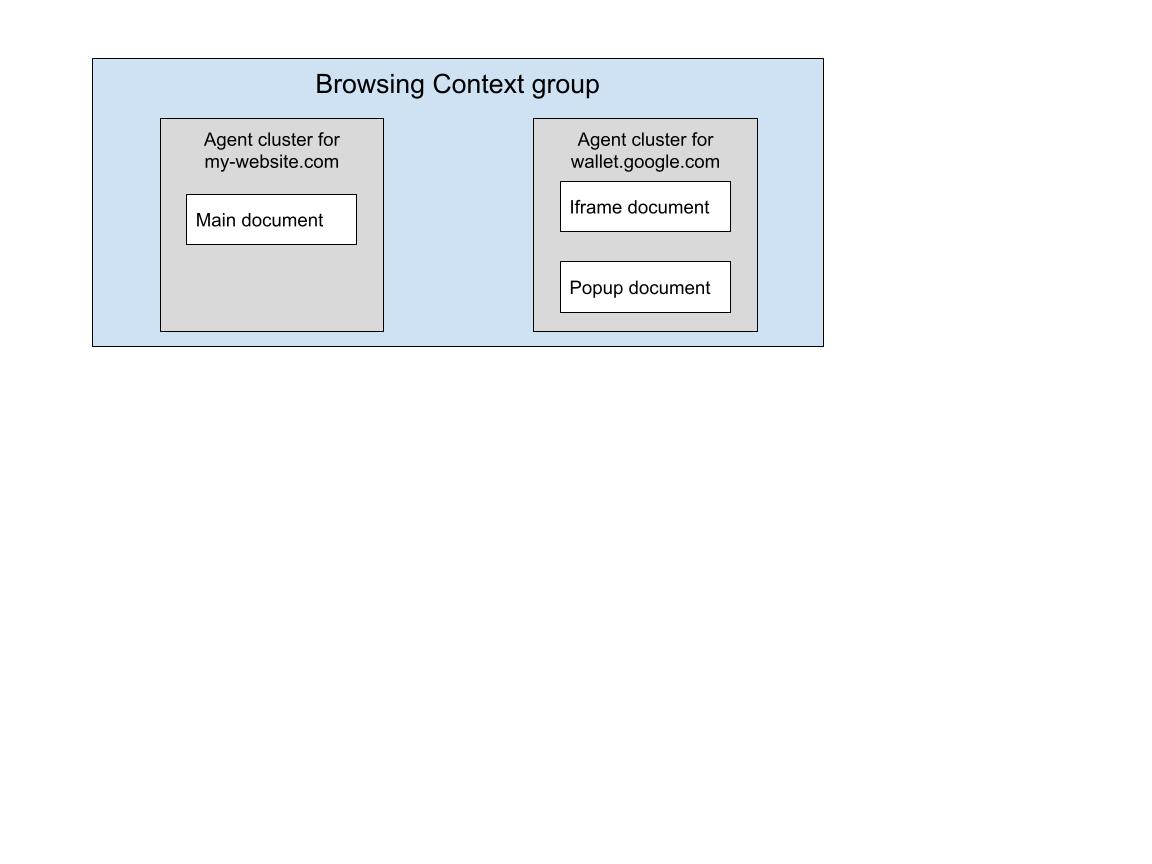 Browsing Context group
Agent cluster for
my-website.com
Main document
Agent cluster for
wallet.google.com
Iframe document
Popup document